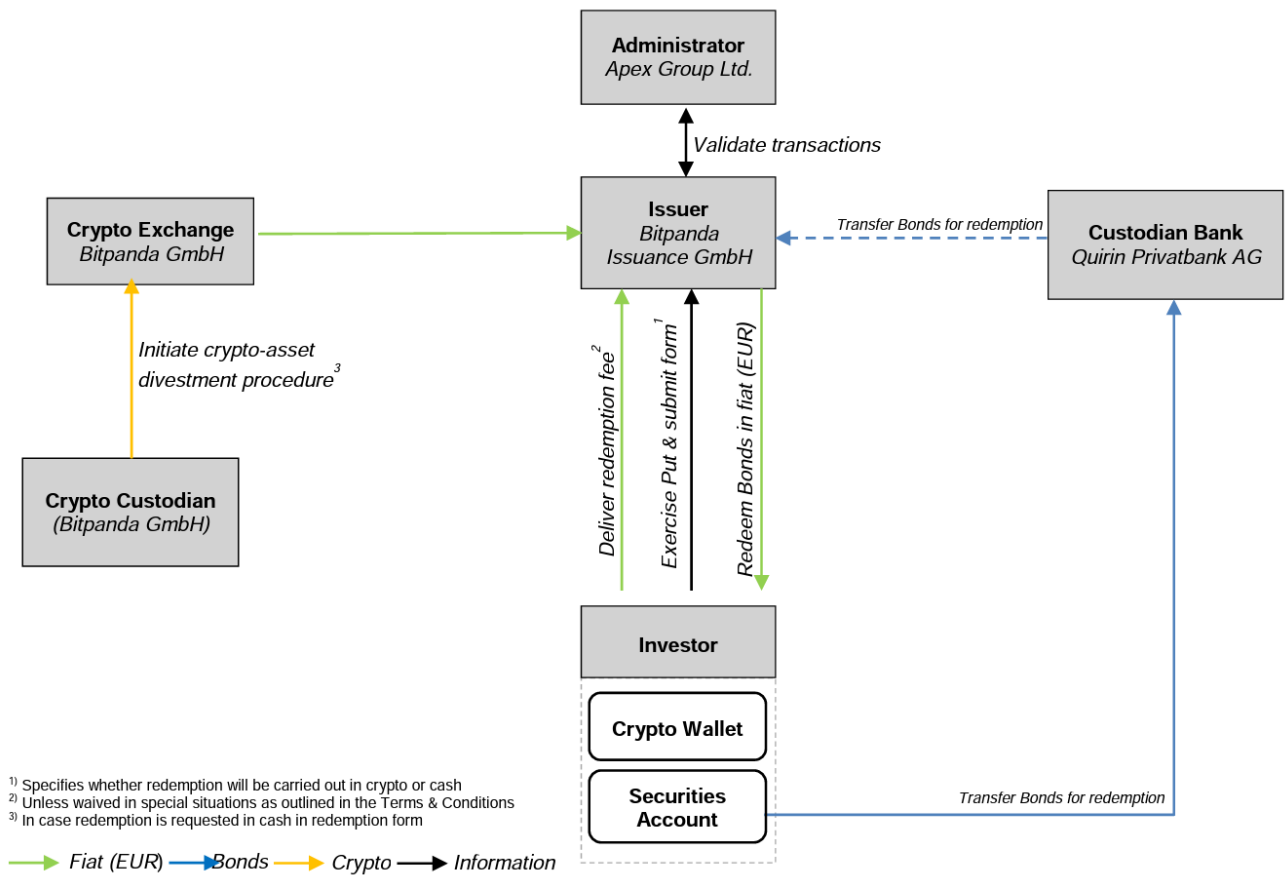 Administrator
Apex Group Ltd.
Validate transactions
Crypto Exchange
Bitpanda GmbH
Issuer
Bitpanda
Issuance GmbH
Transfer Bonds for redemption
Custodian Bank
Quirin Privatbank AG
Initiate crypto-asset
divestment procedure³
Deliver redemption fee²
Exercise Put & submit form¹
Redeem Bonds in fiat (EUR)
Crypto Custodian
(Bitpanda GmbH)
Investor
Crypto Wallet
Securities
Account
Transfer Bonds for redemption
¹⁾ Specifies whether redemption will be carried out in crypto or cash
²⁾ Unless waived in special situations as outlined in the Terms & Conditions
³⁾ In case redemption is requested in cash in redemption form
Fiat (EUR) Bonds Crypto Information